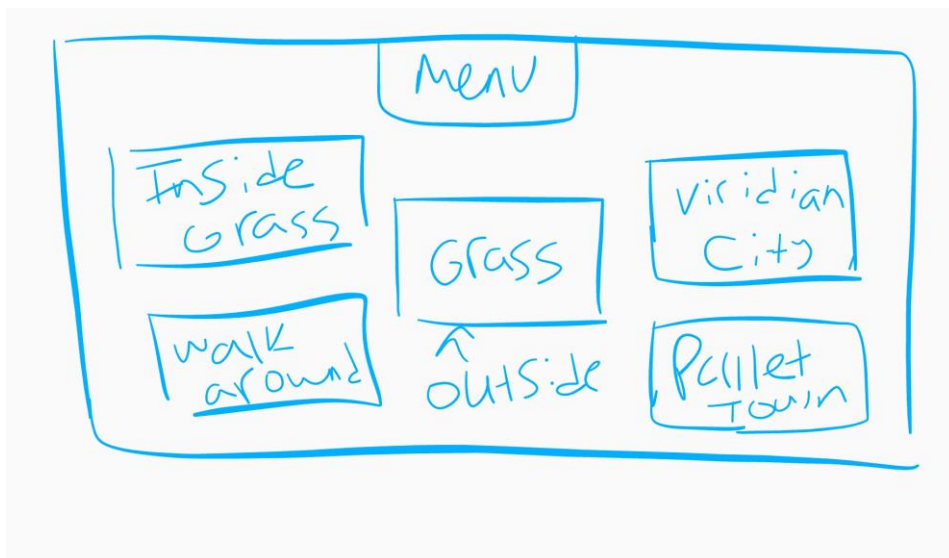 Menu
Inside
Grass
Grass
Viridian
City
walk
around
outside
Pallet
Town